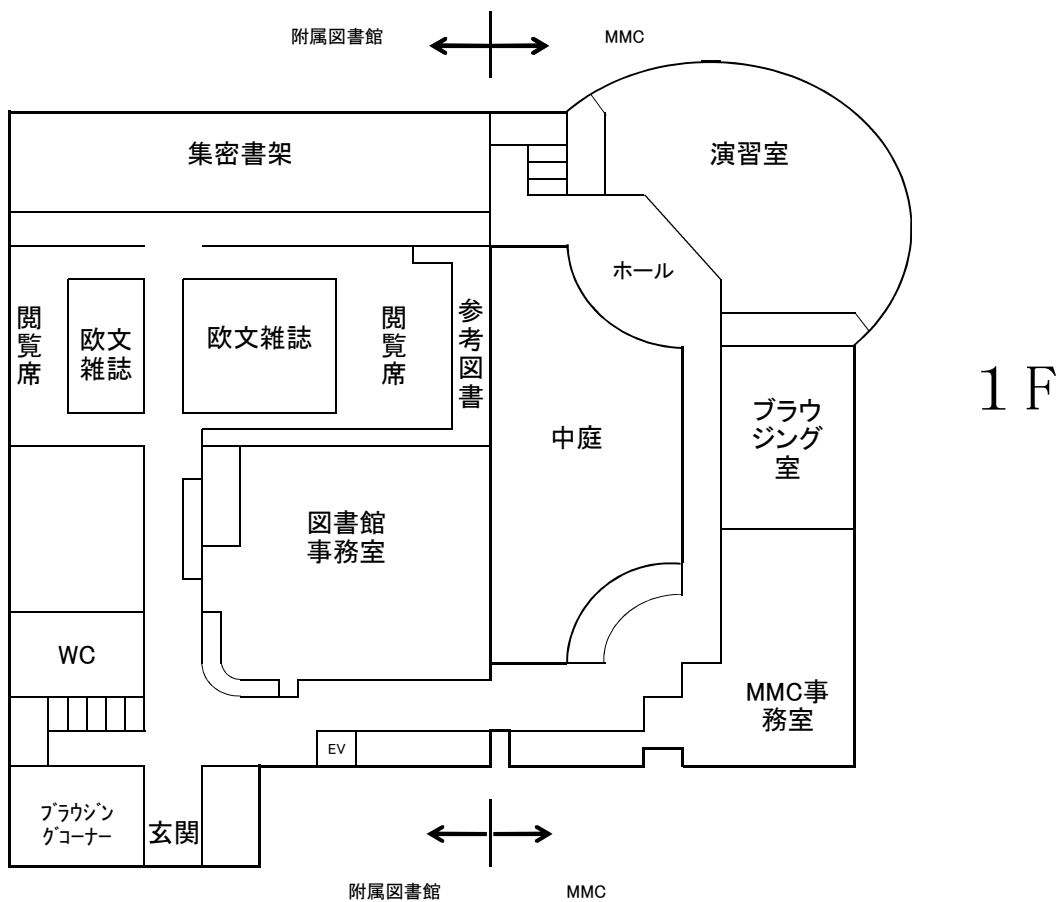 附属図書館
MMC
集密書架
演習室
ホール
閲覧席
欧文
雑誌
欧文雑誌
閲覧席
参考図書
1F
ブラウ
ジング
室
中庭
図書館
事務室
WC
MMC事
務室
EV
ﾌﾞﾗｳｼﾞﾝ
ｸﾞｺｰﾅｰ
玄関
附属図書館
MMC